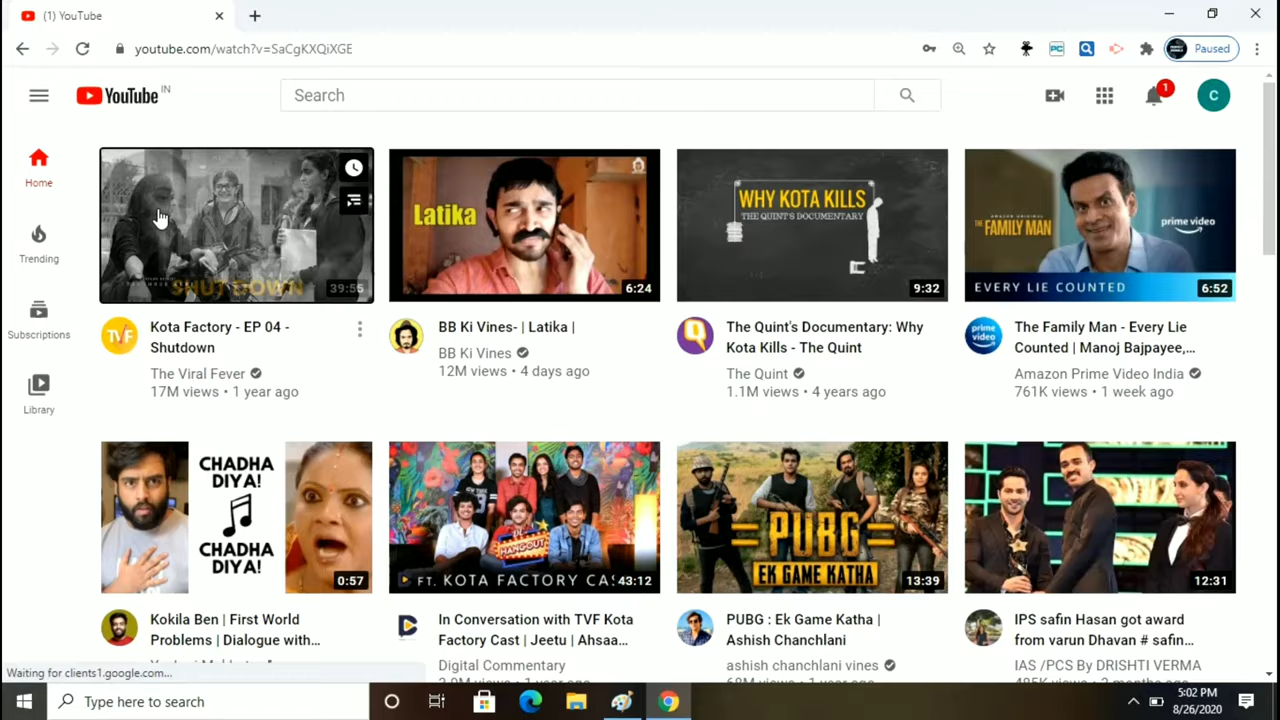 (1) YouTube
youtube.com/watch?v=SaCgKXQiXGE
PC
Paused
YouTube IN
Search
1
C
Home
Trending
Subscriptions
Library
SHUT DOWN
39:55
Latika
6:24
WHY KOTA KILLS
THE QUINT'S DOCUMENTARY
9:32
AMAZON ORIGINAL
THE FAMILY MAN
prime video
EVERY LIE COUNTED
6:52
TVF
Kota Factory - EP 04 -
Shutdown
The Viral Fever
17M views • 1 year ago
BB Ki Vines- | Latika |
BB Ki Vines
12M views • 4 days ago
Q
The Quint's Documentary: Why
Kota Kills - The Quint
The Quint
1.1M views • 4 years ago
prime video
The Family Man - Every Lie
Counted | Manoj Bajpayee,...
Amazon Prime Video India
761K views • 1 week ago
CHADHA
DIYA!
CHADHA
DIYA!
0:57
HANGOUT
FT. KOTA FACTORY CAS
43:12
PUBG
EK GAME KATHA
13:39
12:31
Kokila Ben | First World
Problems | Dialogue with...
In Conversation with TVF Kota
Factory Cast | Jeetu | Ahsaa...
Digital Commentary
PUBG : Ek Game Katha |
Ashish Chanchlani
ashish chanchlani vines
IPS safin Hasan got award
from varun Dhavan # safin...
IAS /PCS By DRISHTI VERMA
Waiting for clients1.google.com...
Type here to search
5:02 PM
8/26/2020